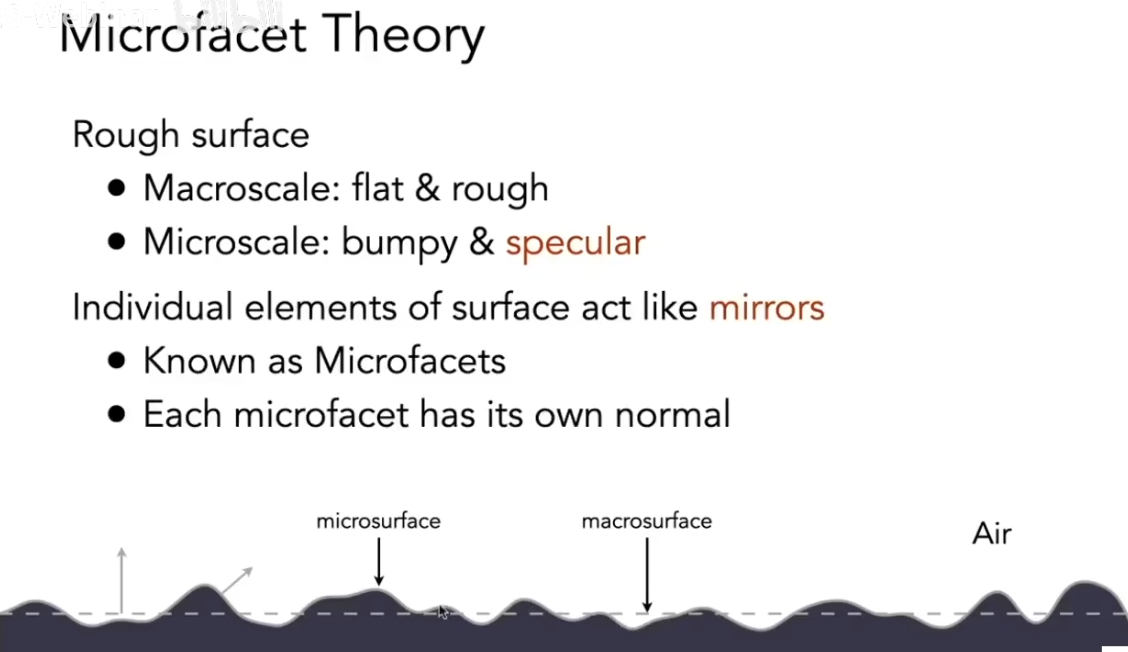 Microfacet Theory
Rough surface
● Macroscale: flat & rough
● Microscale: bumpy & specular
Individual elements of surface act like mirrors
● Known as Microfacets
● Each microfacet has its own normal
microsurface
macrosurface
Air